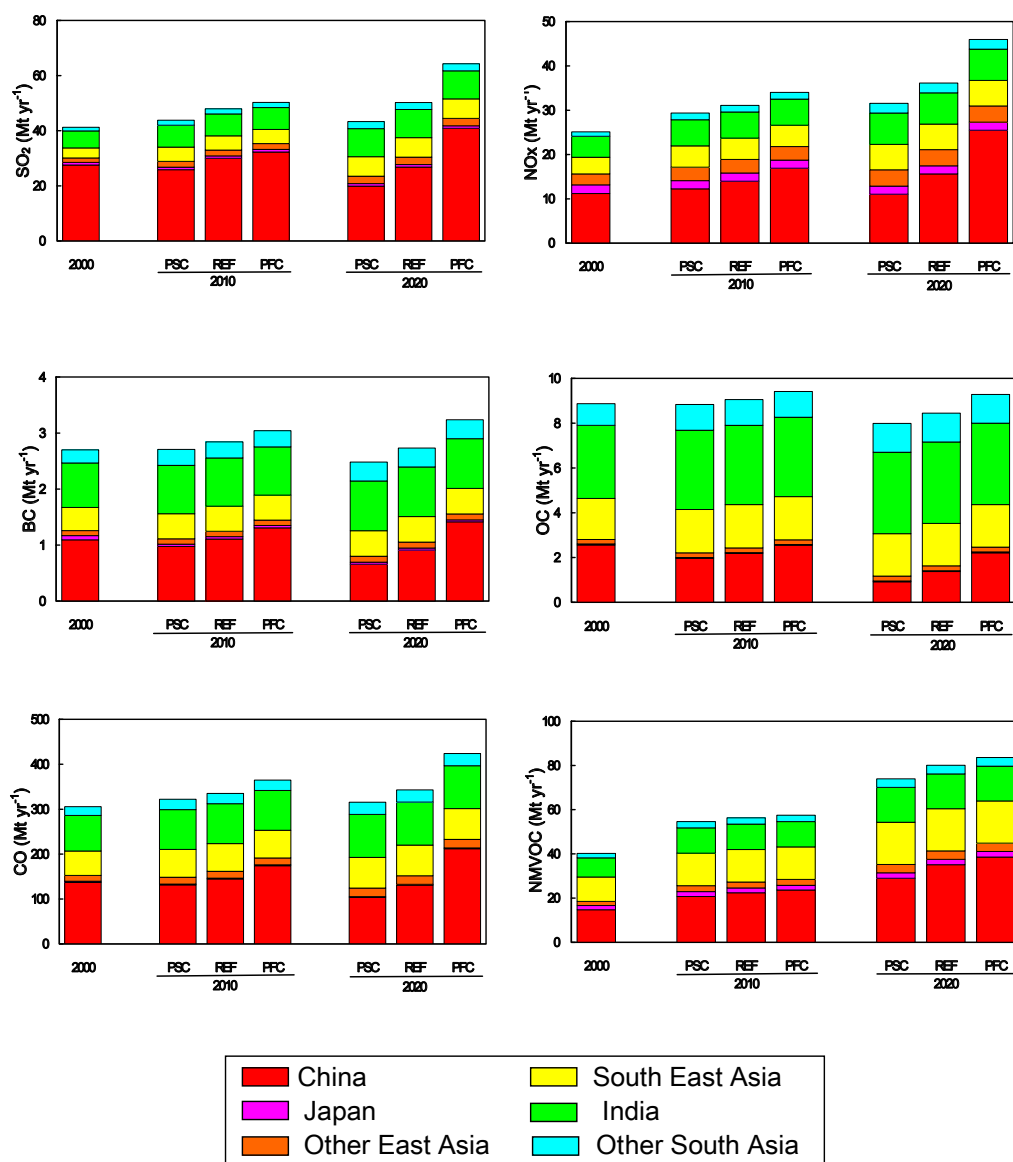 SO₂ (Mt yr⁻¹)
80
60
40
20
0
2000 PSC REF PFC PSC REF PFC
2010 2020
NOx (Mt yr⁻¹)
50
40
30
20
10
0
2000 PSC REF PFC PSC REF PFC
2010 2020
BC (Mt yr⁻¹)
4
3
2
1
0
2000 PSC REF PFC PSC REF PFC
2010 2020
OC (Mt yr⁻¹)
10
8
6
4
2
0
2000 PSC REF PFC PSC REF PFC
2010 2020
CO (Mt yr⁻¹)
500
400
300
200
100
0
2000 PSC REF PFC PSC REF PFC
2010 2020
NMVOC (Mt yr⁻¹)
100
80
60
40
20
0
2000 PSC REF PFC PSC REF PFC
2010 2020
China South East Asia
Japan India
Other East Asia Other South Asia